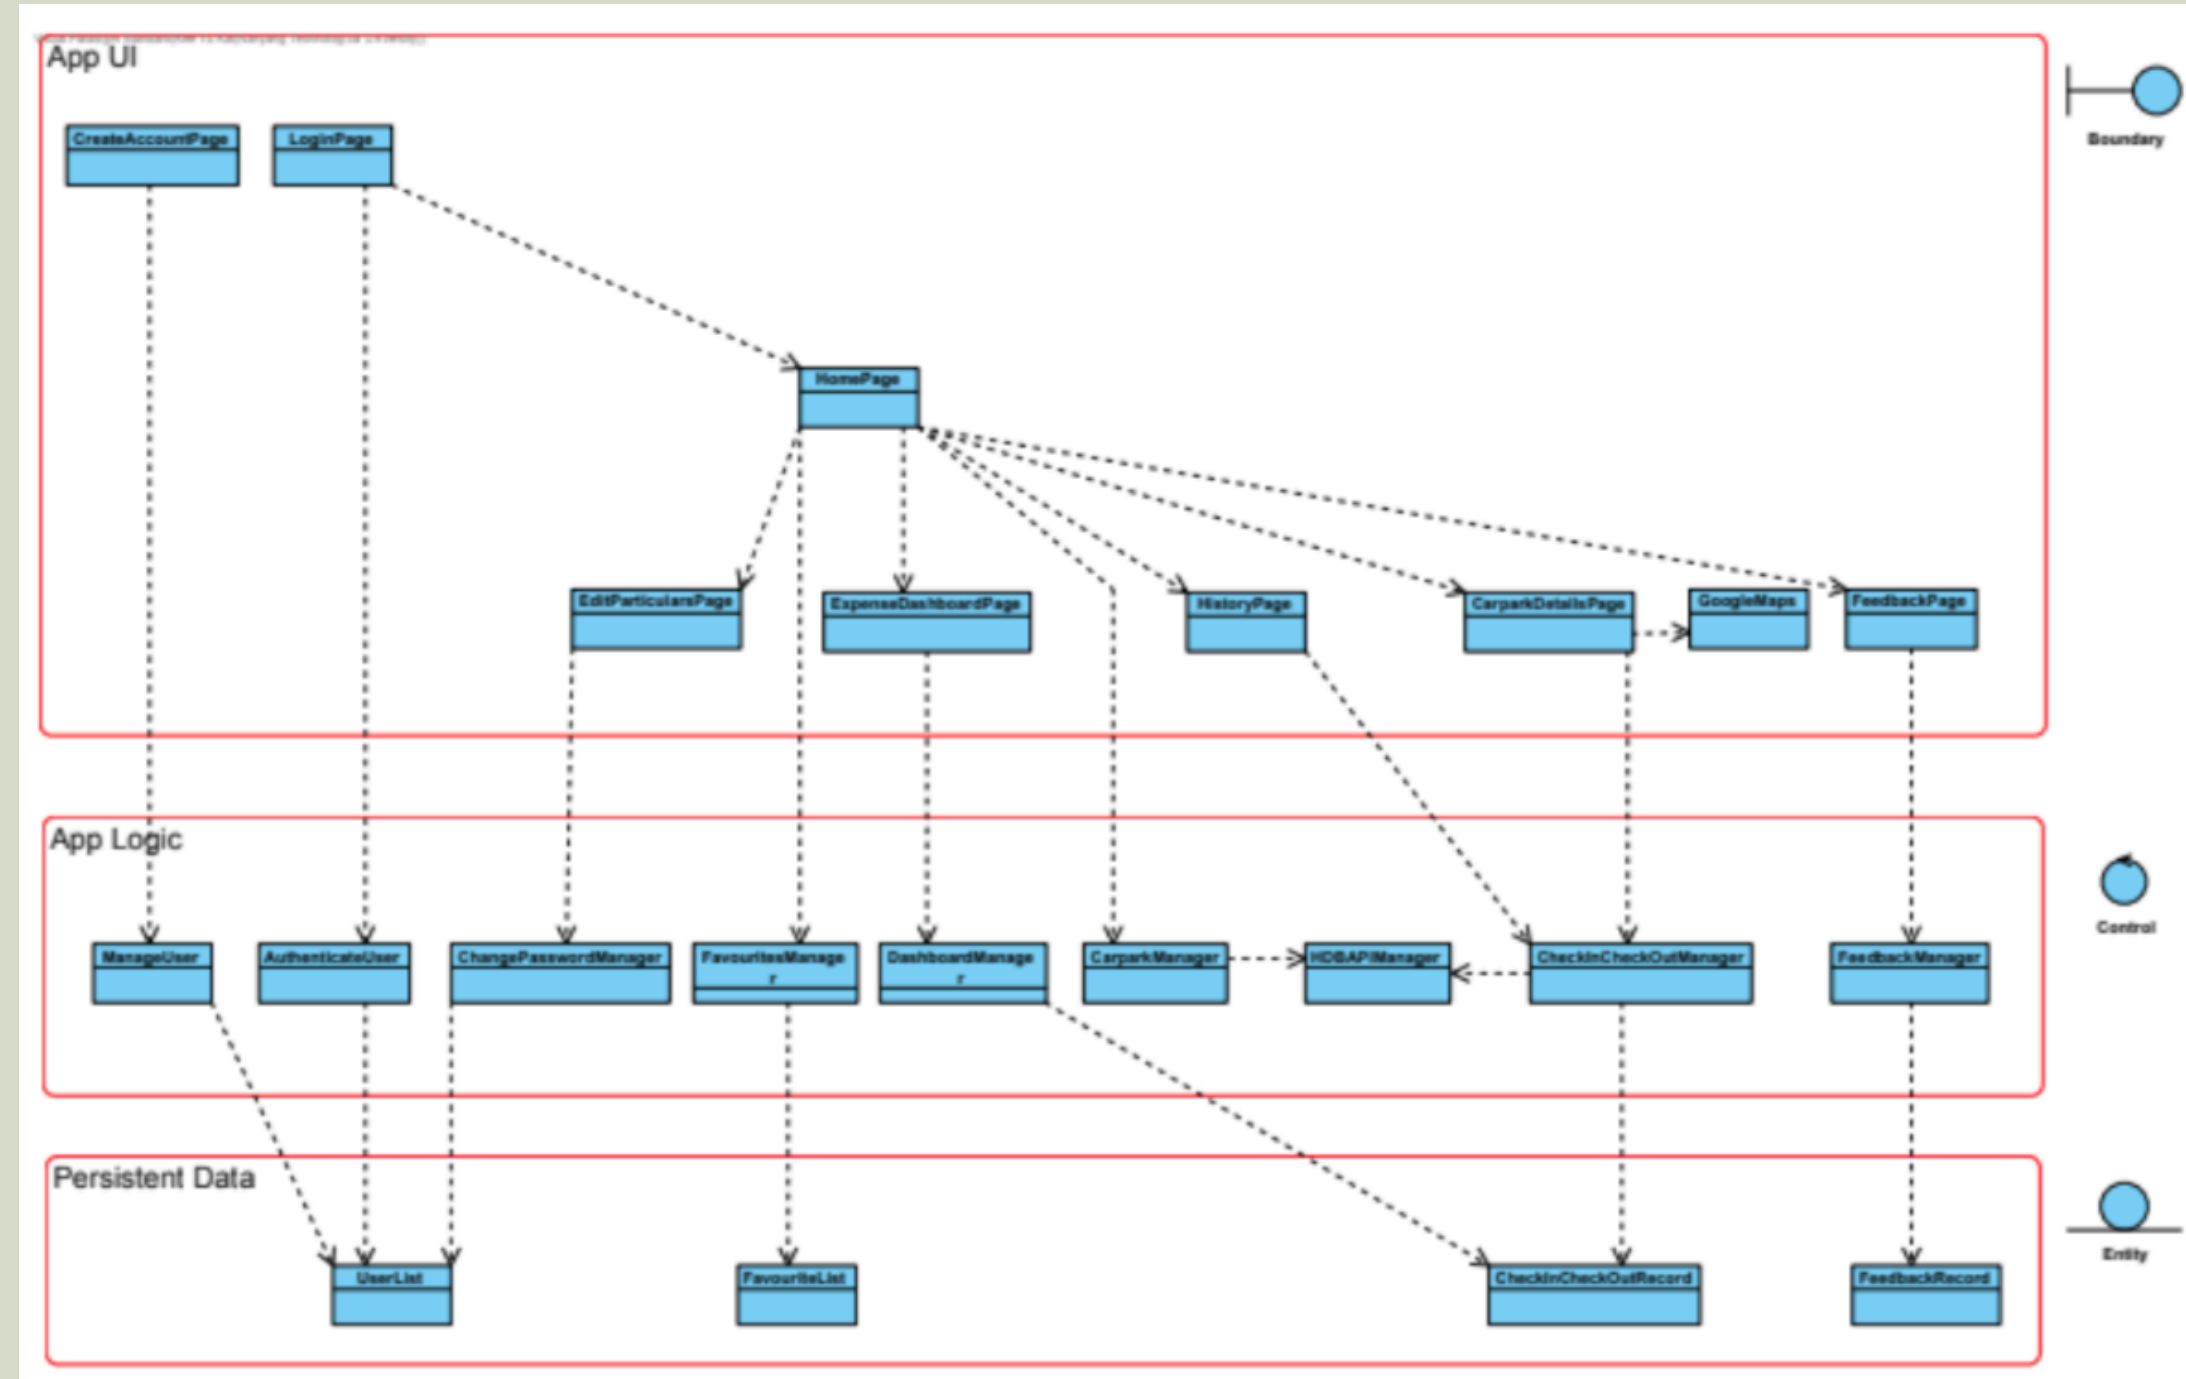 App UI
Boundary
CreateAccountPage
LoginPage
HomePage
EditParticularsPage
ExpenseDashboardPage
HistoryPage
CarparkDetailsPage
GoogleMaps
FeedbackPage
App Logic
Control
ManageUser
AuthenticateUser
ChangePasswordManager
FavouritesManage
r
DashboardManage
r
CarparkManager
HDBAPIManager
CheckInCheckOutManager
FeedbackManager
Persistent Data
Entity
UserList
FavouriteList
CheckInCheckOutRecord
FeedbackRecord